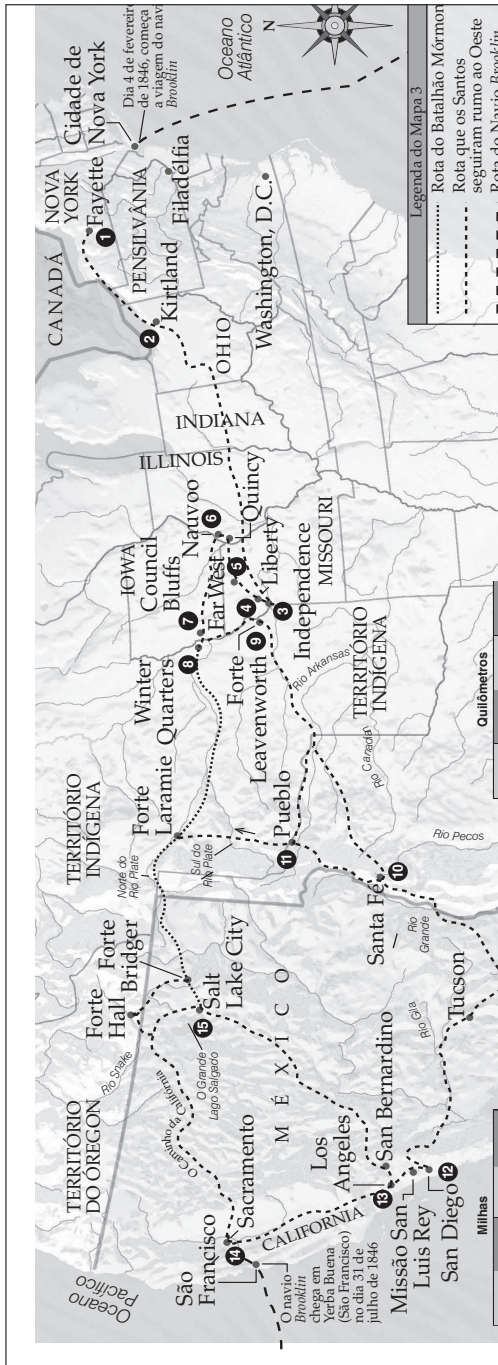 Oceano
Pacífico
TERRITÓRIO
DO OREGON
Forte
Hall
Forte
Bridger
Rio Snake
O Caminho da Califórnia
O Grande
Lago Salgado
15
Salt
Lake City
Sacramento
São
Francisco
14
O navio
Brooklin
chega em
Yerba Buena
(São Francisco)
no dia 31 de
julho de 1846
CALIFORNIA
Los
Angeles
13
San Bernardino
Missão San
Luis Rey
San Diego
12
MÉXICO
Tucson
Rio Gila
Rio
Grande
Santa Fé
10
Rio Pecos
TERRITÓRIO
INDÍGENA
Norte do
Rio Plate
Forte
Laramie
Sul do
Rio Plate
Pueblo
11
Rio Canadian
Rio Arkansas
TERRITÓRIO
INDÍGENA
Winter
Quarters
8
7
IOWA
Council
Bluffs
Far West
5
Nauvoo
6
Quincy
4
Liberty
Forte
Leavenworth
9
3
Independence
MISSOURI
ILLINOIS
INDIANA
OHIO
CANADÁ
2
Kirtland
NOVA
YORK
Fayette
1
PENSILVÂNIA
Filadélfia
Washington, D.C.
Cidade de
Nova York
Dia 4 de fevereiro
de 1846, começa
a viagem do navio
Brooklin
Oceano
Atlântico
N
Milhas
Quilômetros
Legenda do Mapa 3
Rota do Batalhão Mórmon
Rota que os Santos
seguiram rumo ao Oeste
Rota do Navio Brooklin